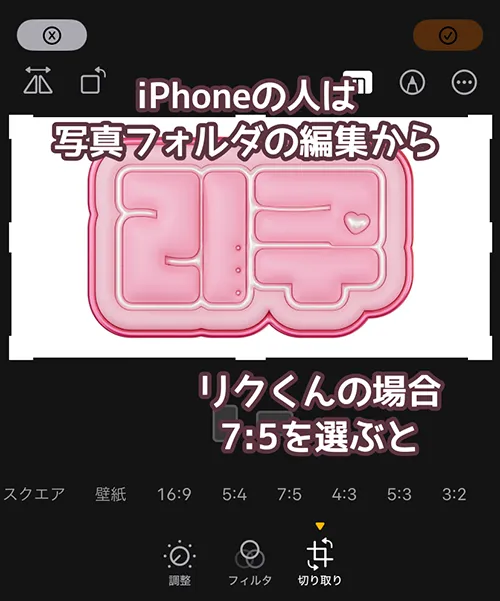 iPhoneの人は
写真フォルダの編集から
리쿠
リクくんの場合
7:5を選ぶと
スクエア 壁紙 16:9 5:4 7:5 4:3 5:3 3:2
調整 フィルタ 切り取り